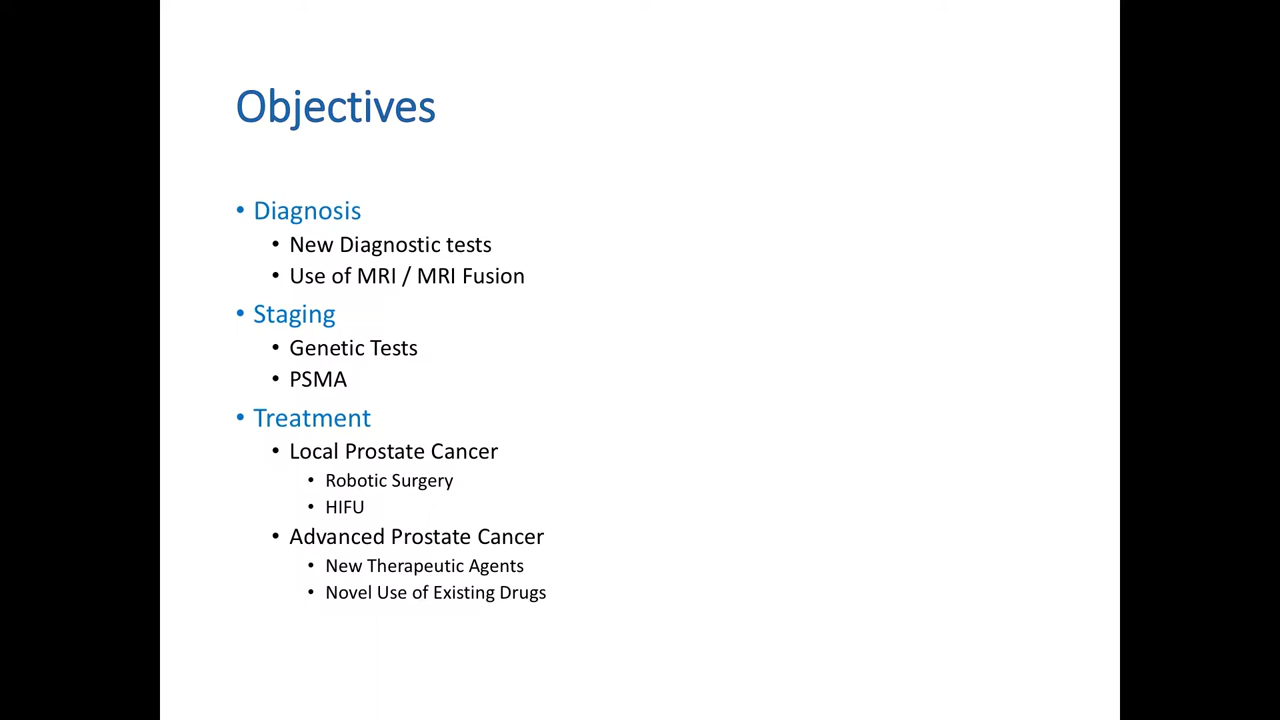 Objectives
• Diagnosis
• New Diagnostic tests
• Use of MRI / MRI Fusion
• Staging
• Genetic Tests
• PSMA
• Treatment
• Local Prostate Cancer
• Robotic Surgery
• HIFU
• Advanced Prostate Cancer
• New Therapeutic Agents
• Novel Use of Existing Drugs